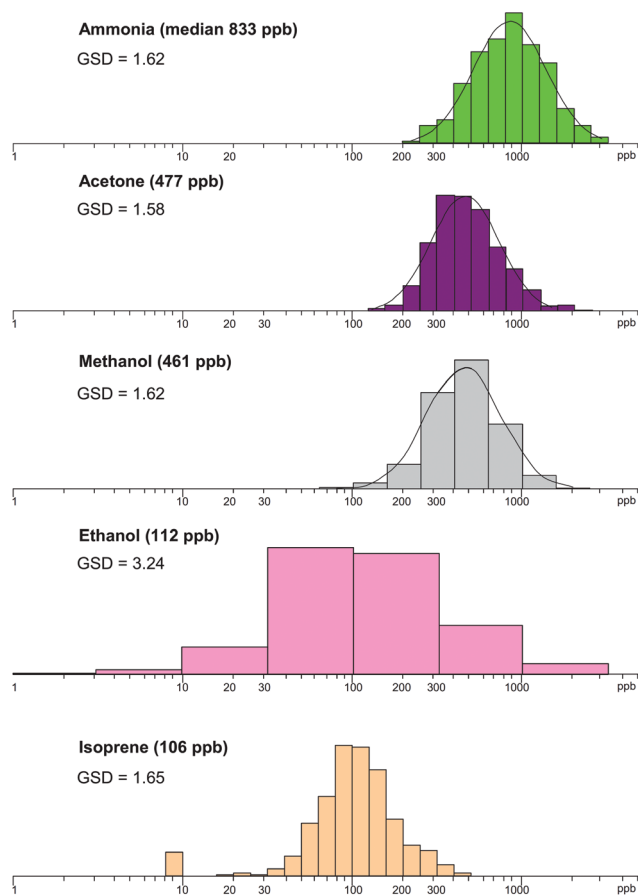 Ammonia (median 833 ppb)
GSD = 1.62
1 10 20 100 200 300 1000 ppb
Acetone (477 ppb)
GSD = 1.58
1 10 20 30 100 200 300 1000 ppb
Methanol (461 ppb)
GSD = 1.62
1 10 20 30 100 200 300 1000 ppb
Ethanol (112 ppb)
GSD = 3.24
1 10 20 30 100 200 300 1000 ppb
Isoprene (106 ppb)
GSD = 1.65
1 10 20 30 100 200 300 1000 ppb